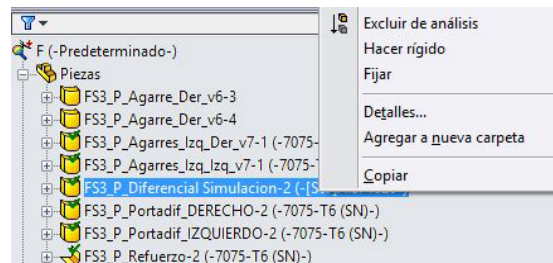 F (-Predeterminado-)
Piezas
FS3_P_Agarre_Der_v6-3
FS3_P_Agarre_Der_v6-4
FS3_P_Agarres_Izq_Der_v7-1 (-7075-
FS3_P_Agarres_Izq_Izq_v7-1 (-7075-
FS3_P_Diferencial Simulacion-2 (-[S
FS3_P_Portadif_DERECHO-2 (-7075-T6 (SN)-)
FS3_P_Portadif_IZQUIERDO-2 (-7075-T6 (SN)-)
FS3_P_Refuerzo-2 (-7075-T6 (SN)-)
Excluir de análisis
Hacer rígido
Fijar
Detalles...
Agregar a nueva carpeta
Copiar